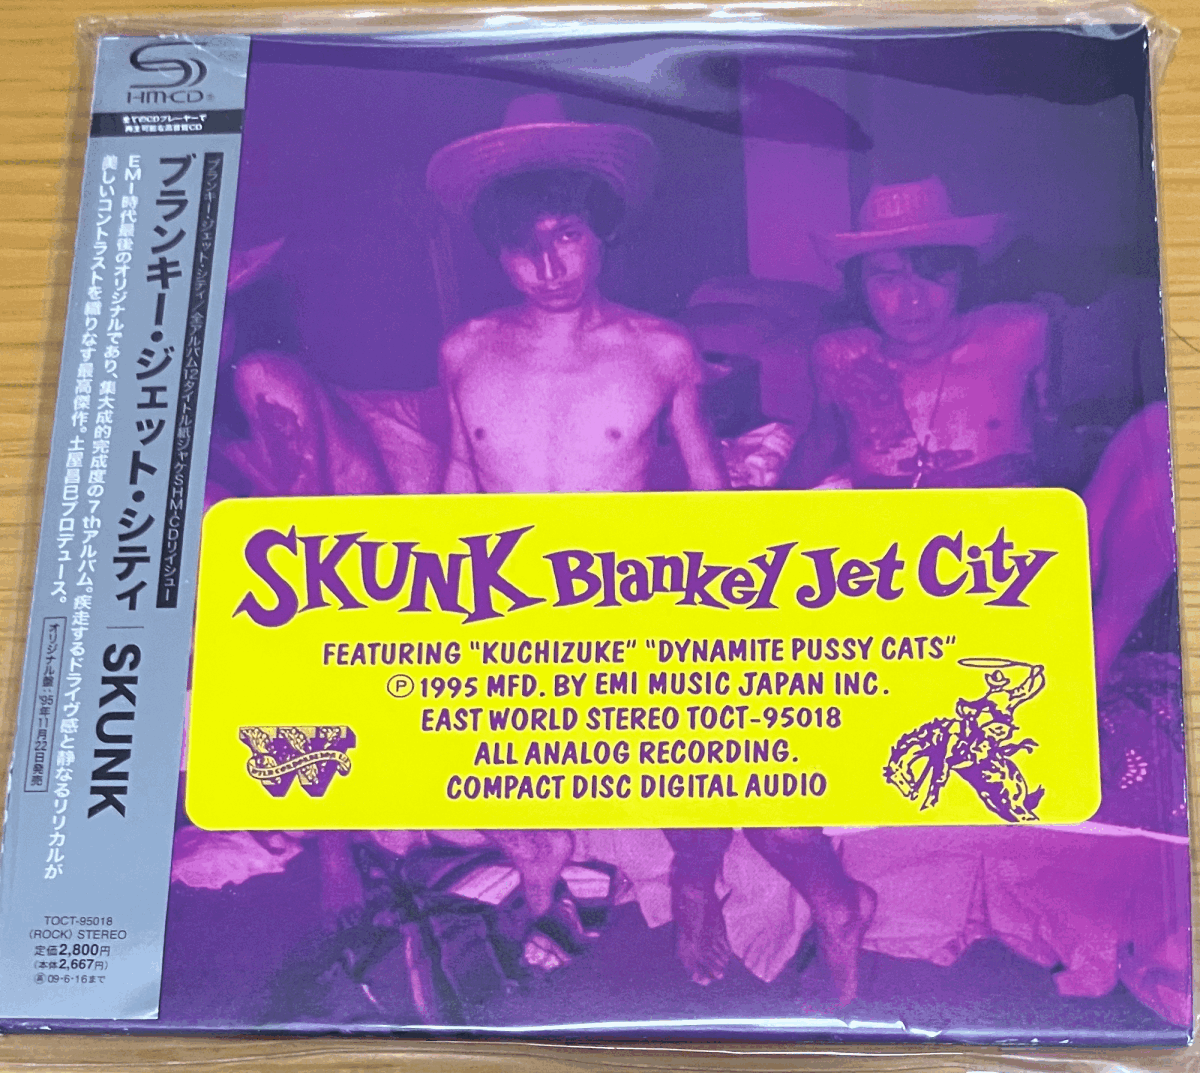 HM-CD
全てのCDプレーヤーで
再生可能な高音質CD
ブランキー・ジェット・シティ/全アルバム12タイトル紙ジャケSHM-CDリイシュー
ブランキー・ジェット・シティ
SKUNK
EMI時代最後のオリジナルであり、集大成的完成度の7thアルバム。疾走するドライヴ感と静なるリリカルが
美しいコントラストを織りなす最高傑作。土屋昌巳プロデュース。
オリジナル盤:'95年11月22日発売
TOCT-95018
〈ROCK〉 STEREO
定価2,800円
(本体2,667円)
再09・6・16まで
SKUNK Blankey Jet City
FEATURING "KUCHIZUKE" "DYNAMITE PUSSY CATS"
Ⓟ1995 MFD. BY EMI MUSIC JAPAN INC.
EAST WORLD STEREO TOCT-95018
ALL ANALOG RECORDING.
COMPACT DISC DIGITAL AUDIO
W